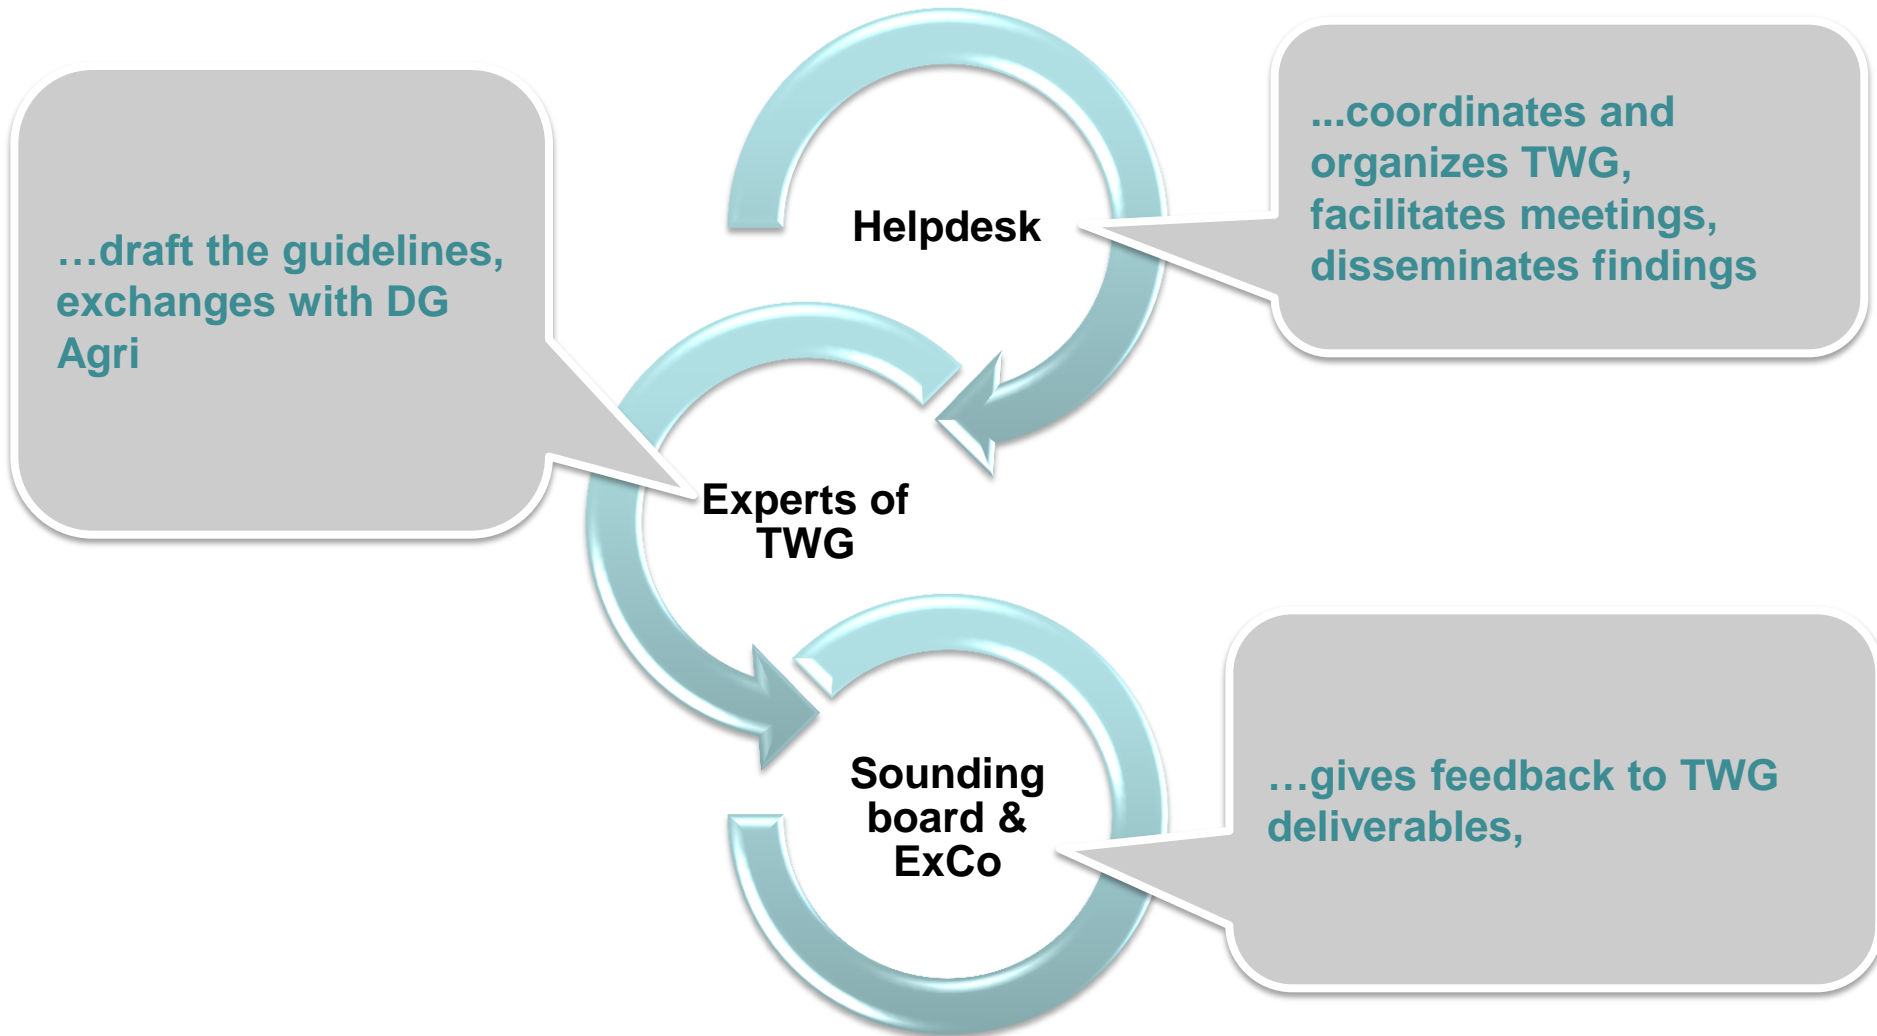 ...coordinates and
organizes TWG,
facilitates meetings,
disseminates findings
Helpdesk
…draft the guidelines,
exchanges with DG
Agri
Experts of
TWG
Sounding
board &
ExCo
…gives feedback to TWG
deliverables,